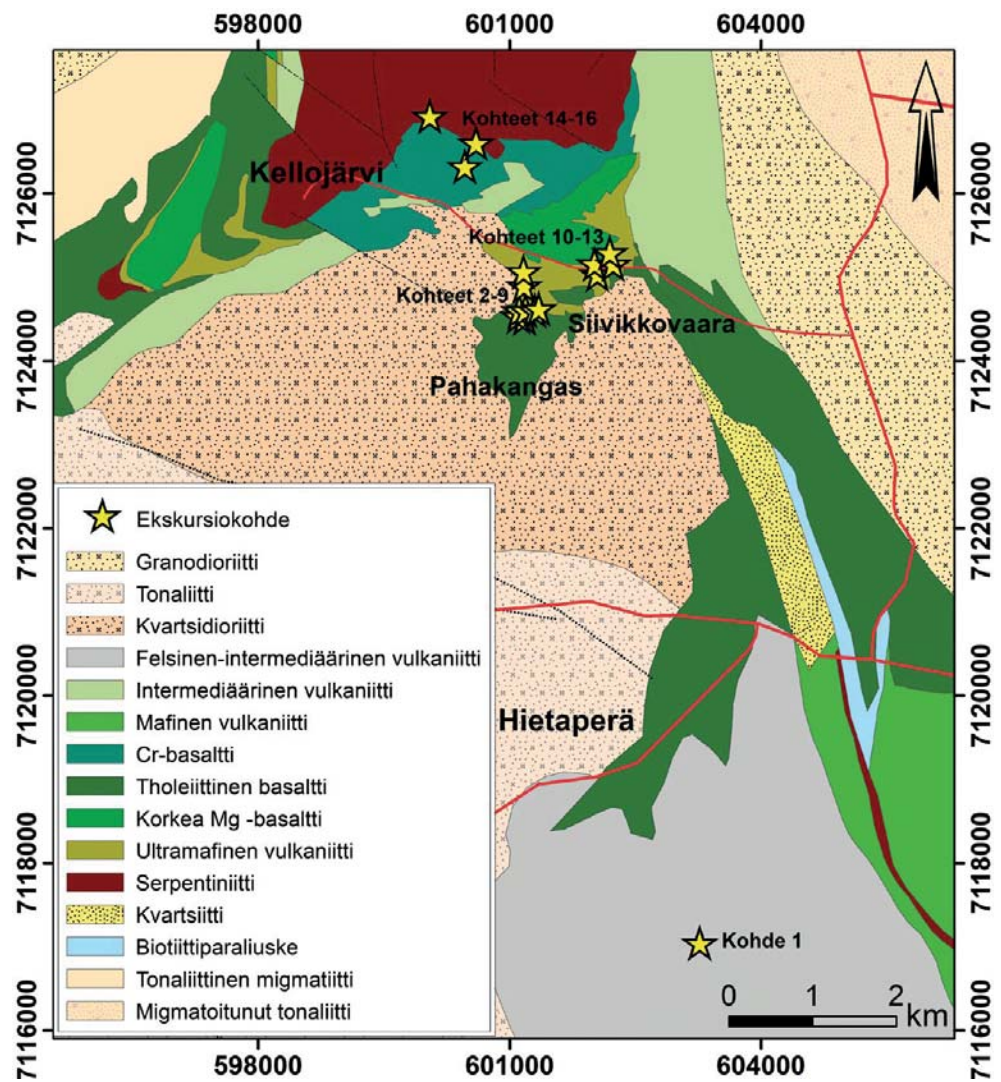 598000 601000 604000
7126000 7126000
7124000 7124000
7122000 7122000
7120000 7120000
7118000 7118000
7116000 7116000
Kohteet 14-16
Kellojärvi
Kohteet 10-13
Kohteet 2-9
Siivikkovaara
Pahakangas
Hietaperä
Kohde 1
Ekskursiokohde
Granodioriitti
Tonaliitti
Kvartsidioriitti
Felsinen-intermediäärinen vulkaniitti
Intermediäärinen vulkaniitti
Mafinen vulkaniitti
Cr-basaltti
Tholeiittinen basaltti
Korkea Mg -basaltti
Ultramafinen vulkaniitti
Serpentiniitti
Kvartsiitti
Biotiittiparaliuske
Tonaliittinen migmatiitti
Migmatoitunut tonaliitti
0 1 2
km
598000 601000 604000